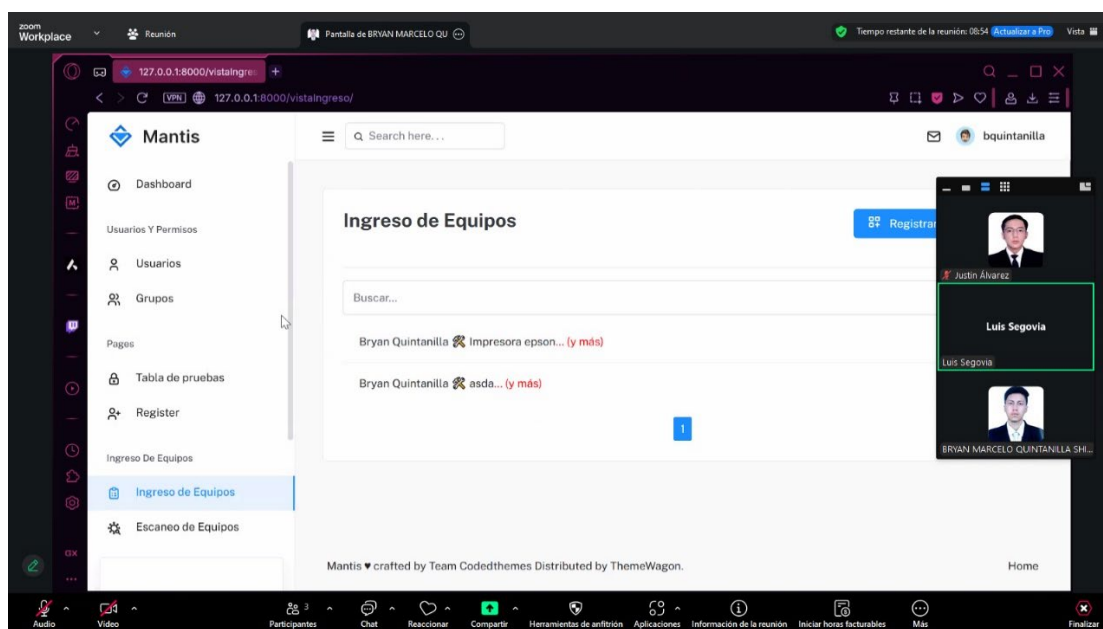 zoom
Workplace
Reunión
Pantalla de BRYAN MARCELO QU
Tiempo restante de la reunión: 08:54 Actualizar a Pro Vista
127.0.0.1:8000/vistaIngres
VPN 127.0.0.1:8000/vistaIngreso/
Mantis
Search here...
bquintanilla
Dashboard
Usuarios Y Permisos
Usuarios
Grupos
Pages
Tabla de pruebas
Register
Ingreso De Equipos
Ingreso de Equipos
Escaneo de Equipos
Ingreso de Equipos
Registrar
Buscar...
Bryan Quintanilla 🛠 Impresora epson... (y más)
Bryan Quintanilla 🛠 asda... (y más)
1
Mantis ♥ crafted by Team Codedthemes Distributed by ThemeWagon.
Home
Justin Álvarez
Luis Segovia
Luis Segovia
BRYAN MARCELO QUINTANILLA SHI...
Audio
Video
Participantes 3
Chat
Reaccionar
Compartir
Herramientas de anfitrión
Aplicaciones
Información de la reunión
Iniciar horas facturables
Más
Finalizar